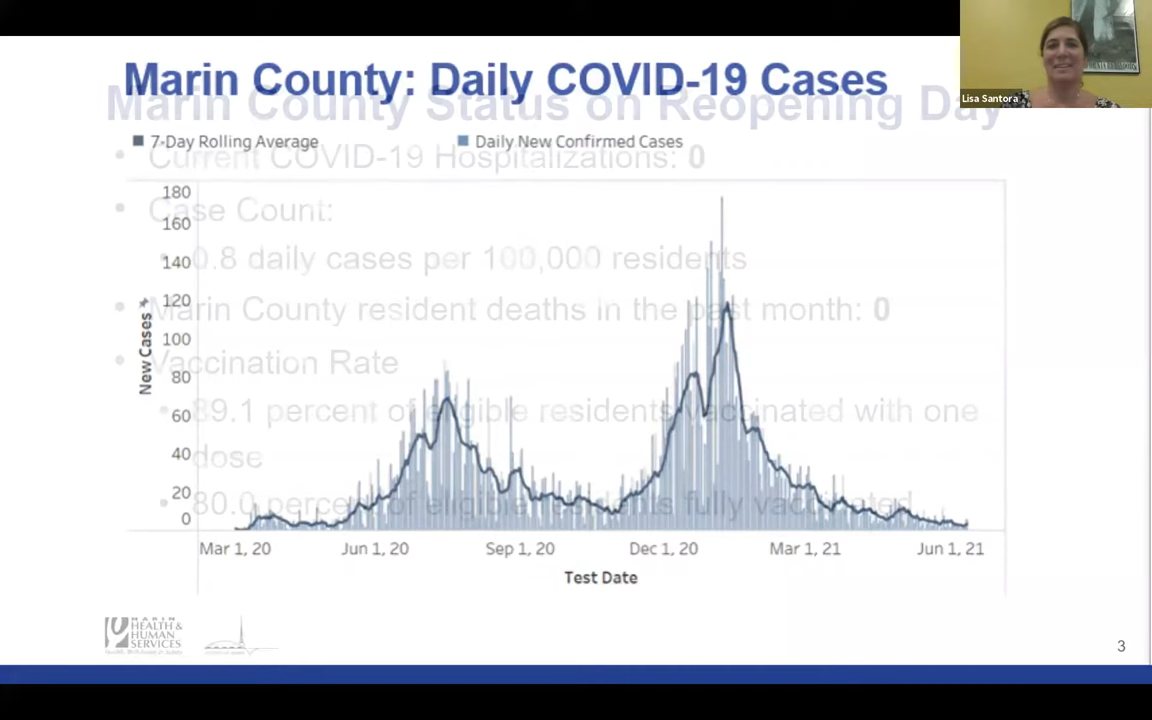 Marin County: Daily COVID-19 Cases
Marin County Status on Reopening Day
Lisa Santora
7-Day Rolling Average
Daily New Confirmed Cases
• Current COVID-19 Hospitalizations: 0
• Case Count:
• 0.8 daily cases per 100,000 residents
• Marin County resident deaths in the past month: 0
• Vaccination Rate
• 89.1 percent of eligible residents vaccinated with one
dose
• 80.0 percent of eligible residents fully vaccinated
180
160
140
120
100
80
60
40
20
0
New Cases
Mar 1, 20
Jun 1, 20
Sep 1, 20
Dec 1, 20
Mar 1, 21
Jun 1, 21
Test Date
MARIN
HEALTH &
HUMAN
SERVICES
3